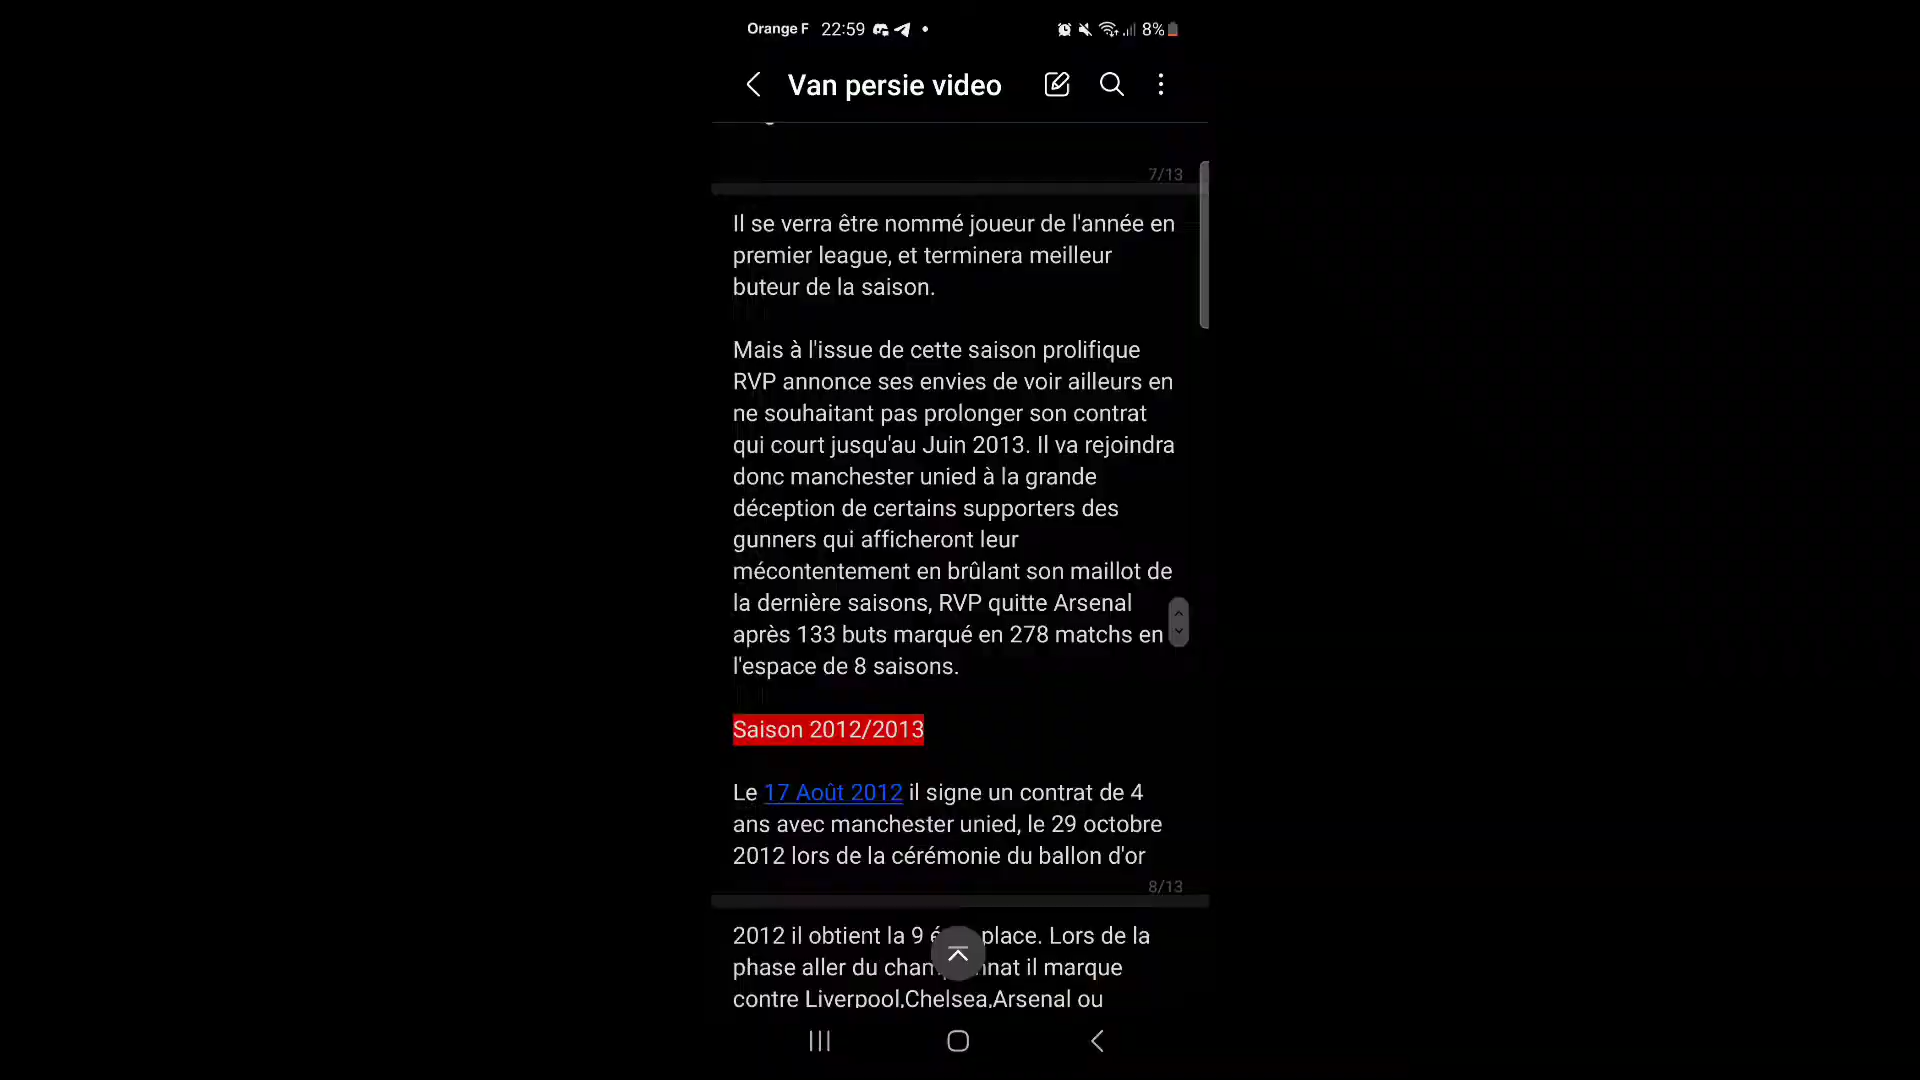 Orange F 22:59 8%
Van persie video
7/13
Il se verra être nommé joueur de l'année en
premier league, et terminera meilleur
buteur de la saison.
Mais à l'issue de cette saison prolifique
RVP annonce ses envies de voir ailleurs en
ne souhaitant pas prolonger son contrat
qui court jusqu'au Juin 2013. Il va rejoindra
donc manchester unied à la grande
déception de certains supporters des
gunners qui afficheront leur
mécontentement en brûlant son maillot de
la dernière saisons, RVP quitte Arsenal
après 133 buts marqué en 278 matchs en
l'espace de 8 saisons.
Saison 2012/2013
Le 17 Août 2012 il signe un contrat de 4
ans avec manchester unied, le 29 octobre
2012 lors de la cérémonie du ballon d'or
8/13
2012 il obtient la 9 place. Lors de la
phase aller du il marque
contre Liverpool,Chelsea,Arsenal ou